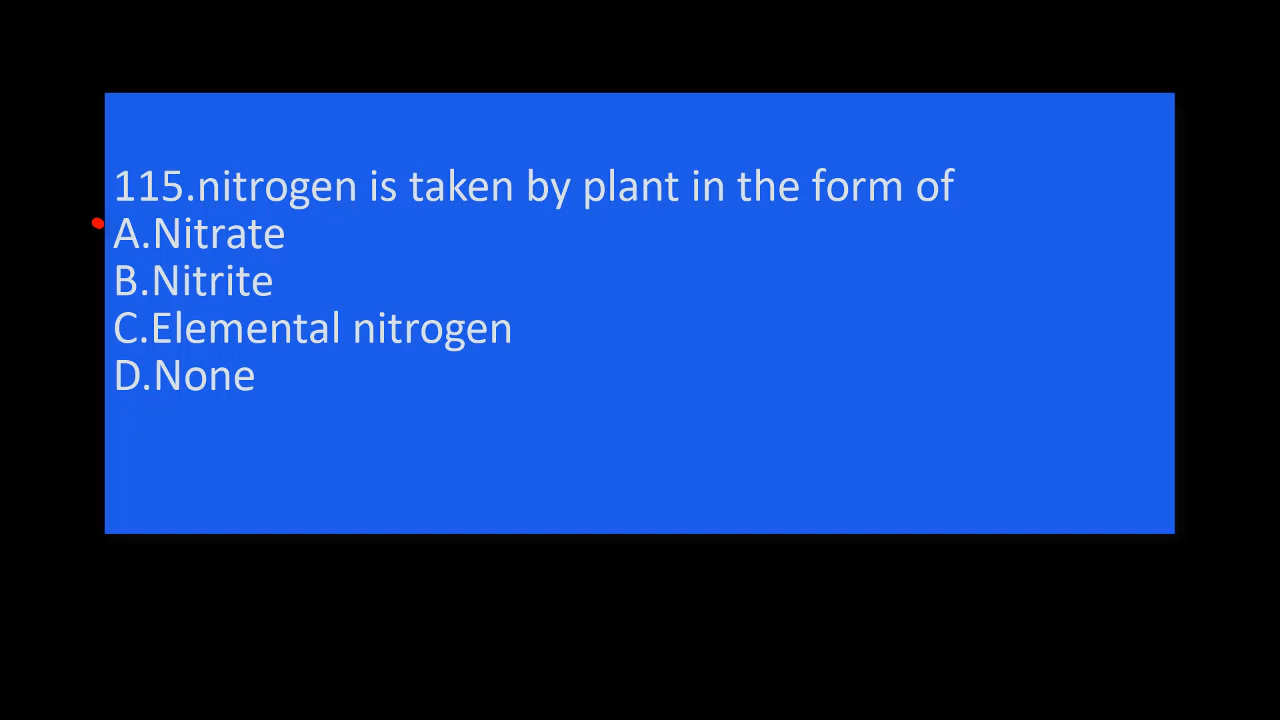 115.nitrogen is taken by plant in the form of
A.Nitrate
B.Nitrite
C.Elemental nitrogen
D.None